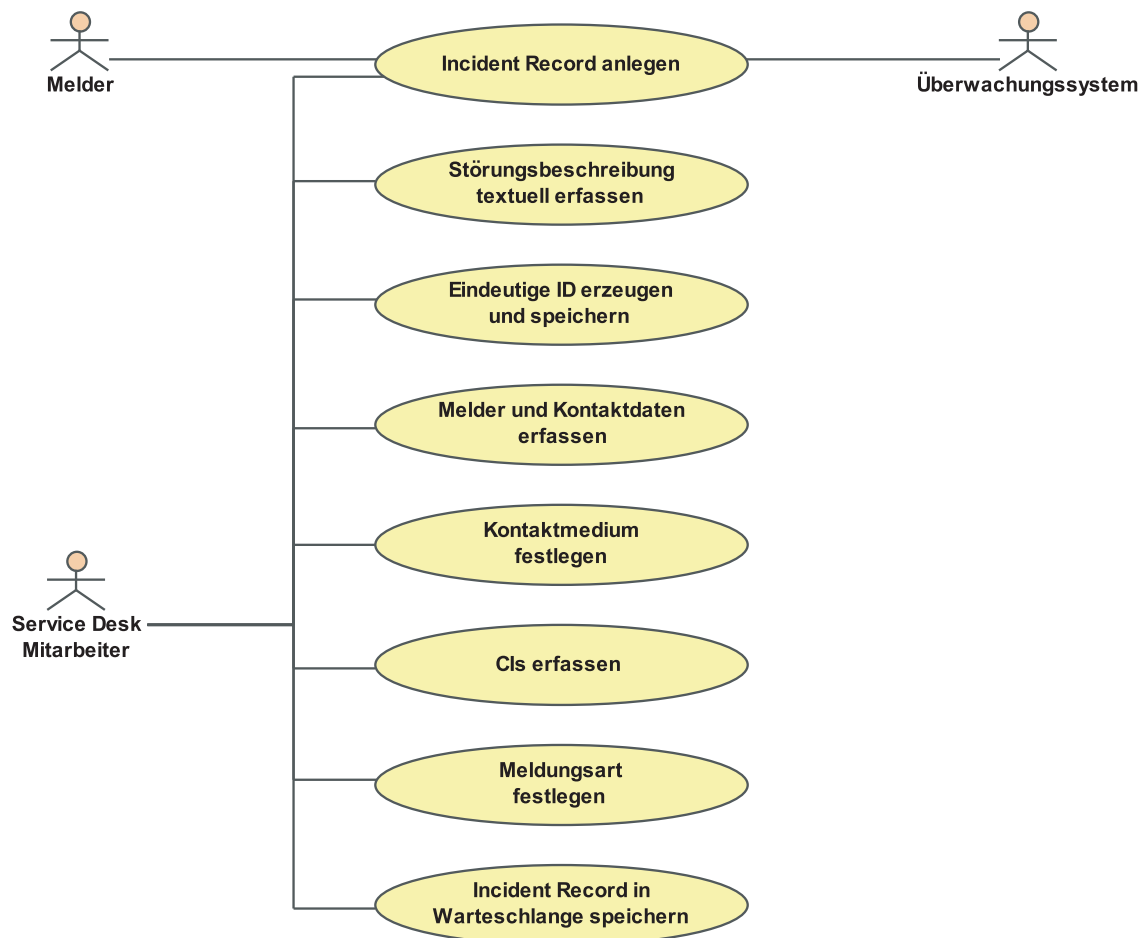 Melder
Incident Record anlegen
Überwachungssystem
Störungsbeschreibung
textuell erfassen
Eindeutige ID erzeugen
und speichern
Melder und Kontaktdaten
erfassen
Kontaktmedium
festlegen
Service Desk
Mitarbeiter
CIs erfassen
Meldungsart
festlegen
Incident Record in
Warteschlange speichern